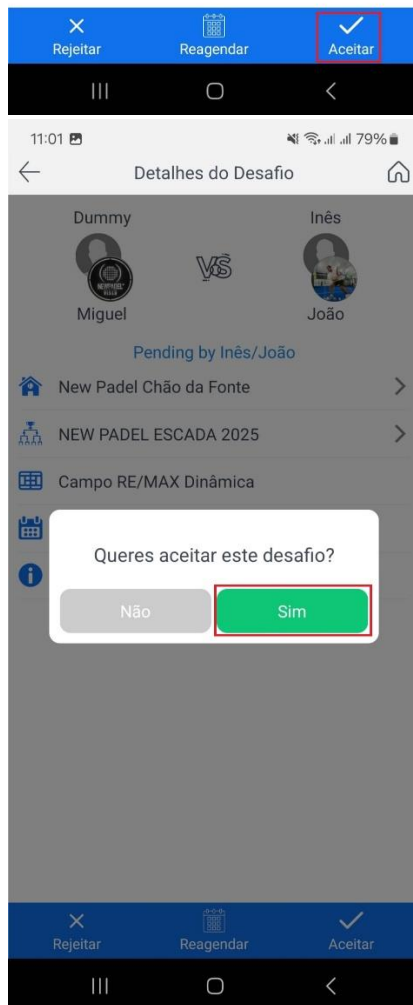 Rejeitar Reagendar Aceitar
11:01 79%
Detalhes do Desafio
Dummy Inês
VS
Miguel João
Pending by Inês/João
New Padel Chão da Fonte
NEW PADEL ESCADA 2025
Campo RE/MAX Dinâmica
Queres aceitar este desafio?
Não Sim
Rejeitar Reagendar Aceitar